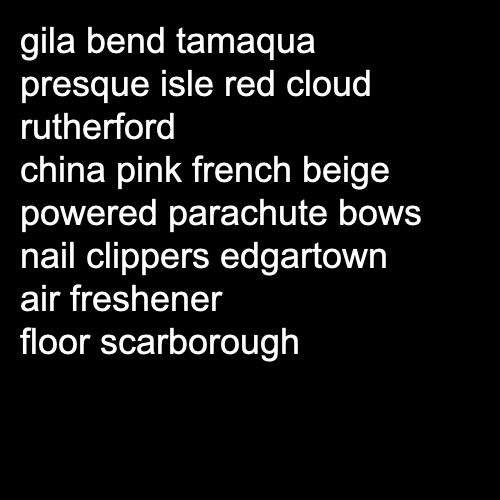 gila bend tamaqua
presque isle red cloud
rutherford
china pink french beige
powered parachute bows
nail clippers edgartown
air freshener
floor scarborough